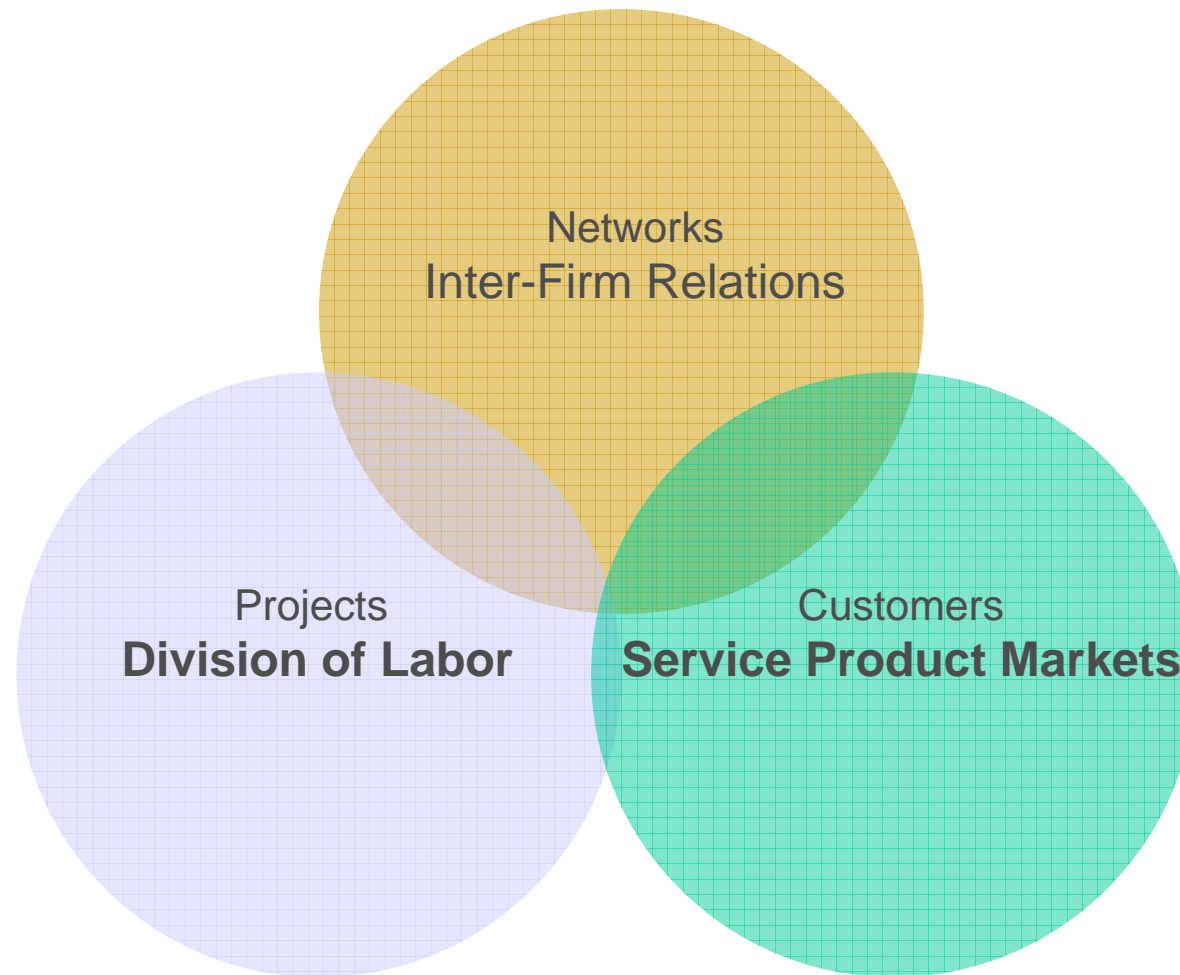 Networks
Inter-Firm Relations
Projects
Division of Labor
Customers
Service Product Markets